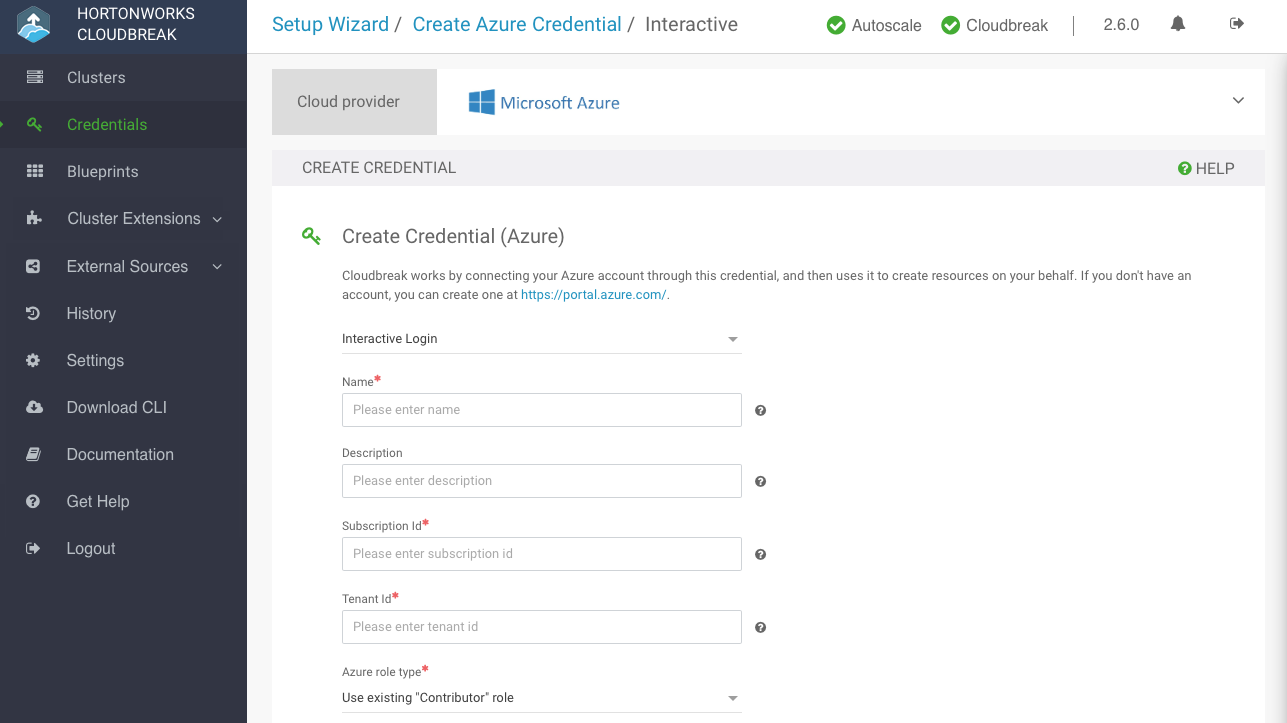 HORTONWORKS
CLOUDBREAK
Clusters
Credentials
Blueprints
Cluster Extensions
External Sources
History
Settings
Download CLI
Documentation
Get Help
Logout
Setup Wizard / Create Azure Credential / Interactive
Autoscale Cloudbreak | 2.6.0
Cloud provider
Microsoft Azure
CREATE CREDENTIAL
HELP
Create Credential (Azure)
Cloudbreak works by connecting your Azure account through this credential, and then uses it to create resources on your behalf. If you don't have an
account, you can create one at https://portal.azure.com/.
Interactive Login
Name*
Please enter name
Description
Please enter description
Subscription Id*
Please enter subscription id
Tenant Id*
Please enter tenant id
Azure role type*
Use existing "Contributor" role